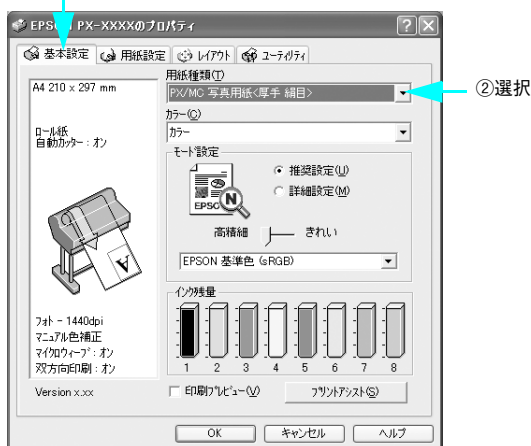 EPSON PX-XXXXのプロパティ
基本設定 用紙設定 レイアウト ユーティリティ
A4 210 x 297 mm
ロール紙
自動カッター : オン
フォト - 1440dpi
マニュアル色補正
マイクロウィーブ : オン
双方向印刷 : オン
Version x.xx
用紙種類(T)
PX/MC 写真用紙<厚手 絹目>
②選択
カラー(C)
カラー
モード設定
EPSO
N
推奨設定(U)
詳細設定(M)
高精細 きれい
EPSON 基準色 (sRGB)
インク残量
1 2 3 4 5 6 7 8
印刷プレビュー(V) プリントアシスト(S)
OK キャンセル ヘルプ